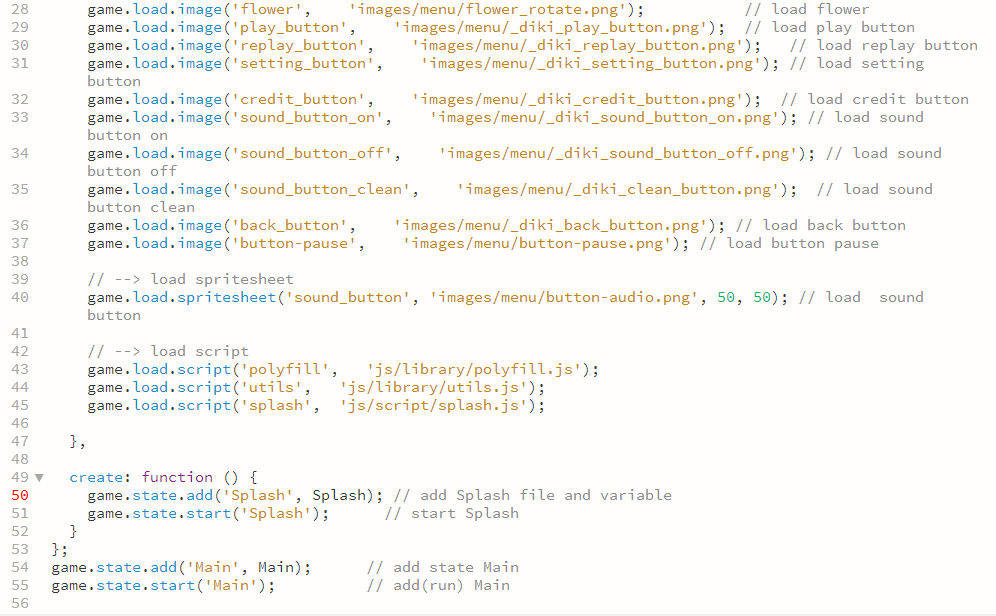 28 game.load.image('flower', 'images/menu/flower_rotate.png'); // load flower
29 game.load.image('play_button', 'images/menu/_diki_play_button.png'); // load play button
30 game.load.image('replay_button', 'images/menu/_diki_replay_button.png'); // load replay button
31 game.load.image('setting_button', 'images/menu/_diki_setting_button.png'); // load setting
button
32 game.load.image('credit_button', 'images/menu/_diki_credit_button.png'); // load credit button
33 game.load.image('sound_button_on', 'images/menu/_diki_sound_button_on.png'); // load sound
button on
34 game.load.image('sound_button_off', 'images/menu/_diki_sound_button_off.png'); // load sound
button off
35 game.load.image('sound_button_clean', 'images/menu/_diki_clean_button.png'); // load sound
button clean
36 game.load.image('back_button', 'images/menu/_diki_back_button.png'); // load back button
37 game.load.image('button-pause', 'images/menu/button-pause.png'); // load button pause
38
39 // --> load spritesheet
40 game.load.spritesheet('sound_button', 'images/menu/button-audio.png', 50, 50); // load  sound
button
41
42 // --> load script
43 game.load.script('polyfill', 'js/library/polyfill.js');
44 game.load.script('utils', 'js/library/utils.js');
45 game.load.script('splash', 'js/script/splash.js');
46
47 },
48
49 ▼ create: function () {
50 game.state.add('Splash', Splash); // add Splash file and variable
51 game.state.start('Splash'); // start Splash
52 }
53 };
54 game.state.add('Main', Main); // add state Main
55 game.state.start('Main'); // add(run) Main
56